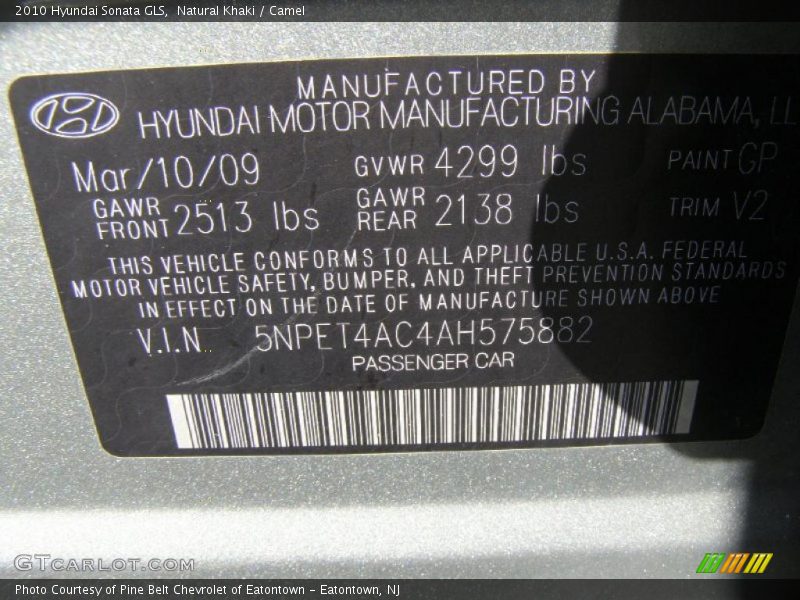 2010 Hyundai Sonata GLS, Natural Khaki / Camel
MANUFACTURED BY
HYUNDAI MOTOR MANUFACTURING ALABAMA, LL
Mar/10/09 GVWR 4299 lbs PAINT GP
GAWR FRONT 2513 lbs GAWR REAR 2138 lbs TRIM V2
THIS VEHICLE CONFORMS TO ALL APPLICABLE U.S.A. FEDERAL
MOTOR VEHICLE SAFETY, BUMPER, AND THEFT PREVENTION STANDARDS
IN EFFECT ON THE DATE OF MANUFACTURE SHOWN ABOVE
V.I.N 5NPET4AC4AH575882
PASSENGER CAR
GTCARLOT.COM
Photo Courtesy of Pine Belt Chevrolet of Eatontown – Eatontown, NJ